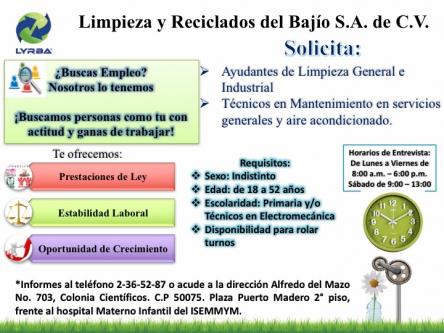 LYRBA
Limpieza y Reciclados del Bajío S.A. de C.V.
Solicita:
¿Buscas Empleo?
Nosotros lo tenemos
¡Buscamos personas como tu con
actitud y ganas de trabajar!
Ayudantes de Limpieza General e
Industrial
Técnicos en Mantenimiento en servicios
generales y aire acondicionado.
Te ofrecemos:
Prestaciones de Ley
Estabilidad Laboral
Oportunidad de Crecimiento
Requisitos:
Sexo: Indistinto
Edad: de 18 a 52 años
Escolaridad: Primaria y/o
Técnicos en Electromecánica
Disponibilidad para rolar
turnos
Horarios de Entrevista:
De Lunes a Viernes de
8:00 a.m. – 6:00 p.m.
Sábado de 9:00 – 13:00
*Informes al teléfono 2-36-52-87 o acude a la dirección Alfredo del Mazo
No. 703, Colonia Científicos. C.P 50075. Plaza Puerto Madero 2° piso,
frente al hospital Materno Infantil del ISEMMYM.